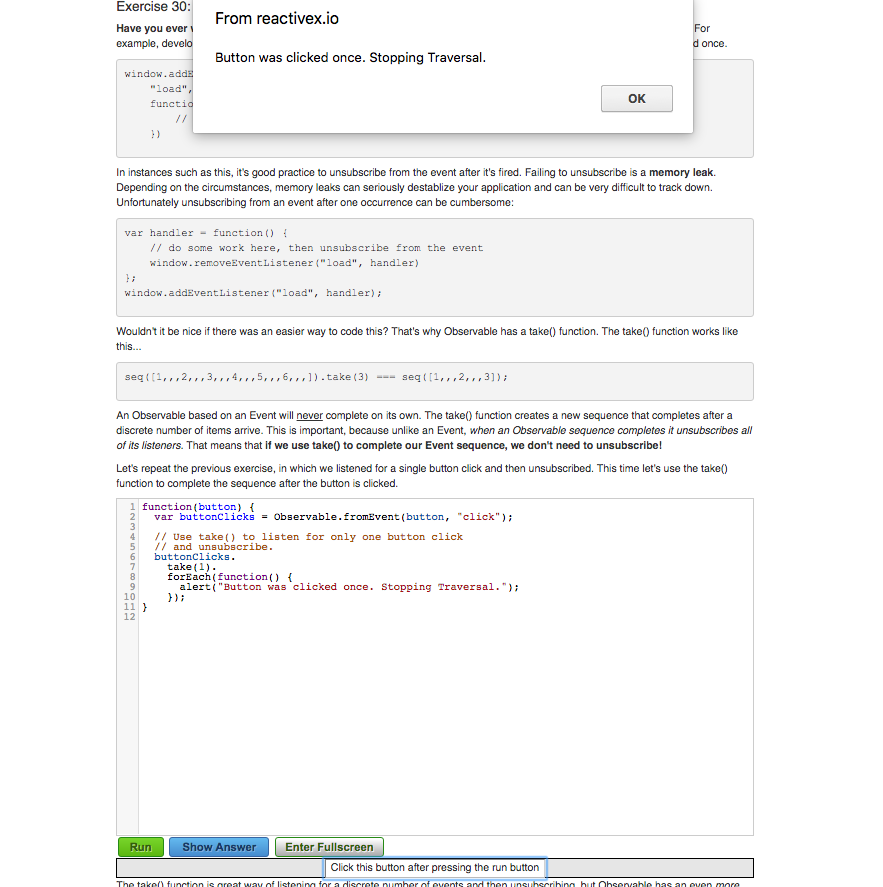 Exercise 30:
From reactivex.io
Button was clicked once. Stopping Traversal.
OK
Have you ever
For
example, develo
d once.
window.addE
"load",
functio
//
})
In instances such as this, it's good practice to unsubscribe from the event after it's fired. Failing to unsubscribe is a memory leak.
Depending on the circumstances, memory leaks can seriously destablize your application and can be very difficult to track down.
Unfortunately unsubscribing from an event after one occurrence can be cumbersome:
var handler = function() {
// do some work here, then unsubscribe from the event
window.removeEventListener("load", handler)
};
window.addEventListener("load", handler);
Wouldn't it be nice if there was an easier way to code this? That's why Observable has a take() function. The take() function works like
this...
seq([1,,,2,,,3,,,4,,,5,,,6,,,]).take(3) === seq([1,,,2,,,3]);
An Observable based on an Event will never complete on its own. The take() function creates a new sequence that completes after a
discrete number of items arrive. This is important, because unlike an Event, when an Observable sequence completes it unsubscribes all
of its listeners. That means that if we use take() to complete our Event sequence, we don't need to unsubscribe!
Let's repeat the previous exercise, in which we listened for a single button click and then unsubscribed. This time let's use the take()
function to complete the sequence after the button is clicked.
1 function(button) {
2 var buttonClicks = Observable.fromEvent(button, "click");
3
4 // Use take() to listen for only one button click
5 // and unsubscribe.
6 buttonClicks.
7 take(1).
8 forEach(function() {
9 alert("Button was clicked once. Stopping Traversal.");
10 });
11 }
12
Run Show Answer Enter Fullscreen
Click this button after pressing the run button
The take() function is great way of listening for a discrete number of events and then unsubscribing, but Observable has an even more